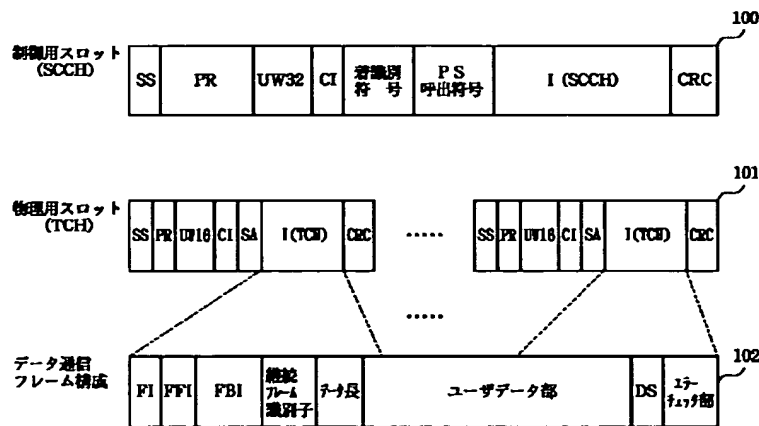 100
制御用スロット
(SCCH)
SS PR UW32 CI 着識別符号 PS呼出符号 I (SCCH) CRC
101
物理用スロット
(TCH)
SS PR UW16 CI SA I(TCH) CRC ····· SS PR UW16 CI SA I(TCH) CRC
·····
データ通信
フレーム構成
102
FI FFI FBI 継続フレーム識別子 データ長 ユーザデータ部 DS エラーチェック部